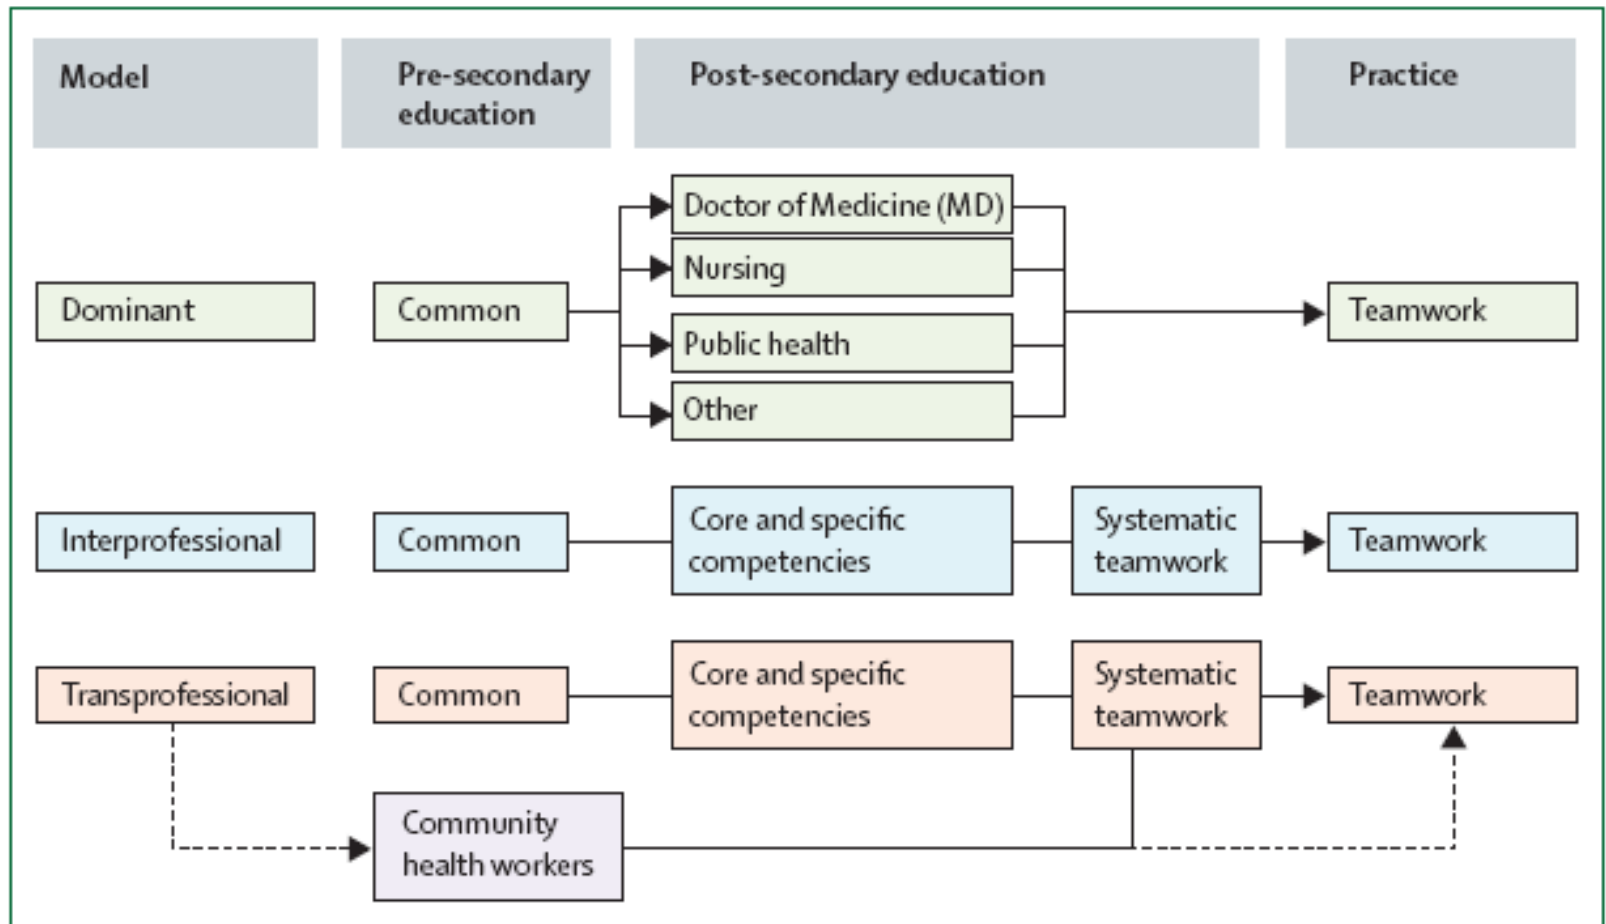 Model
Pre-secondary
education
Post-secondary education
Practice
Dominant
Common
Doctor of Medicine (MD)
Nursing
Public health
Other
Teamwork
Interprofessional
Common
Core and specific
competencies
Systematic
teamwork
Teamwork
Transprofessional
Common
Core and specific
competencies
Systematic
teamwork
Teamwork
Community
health workers